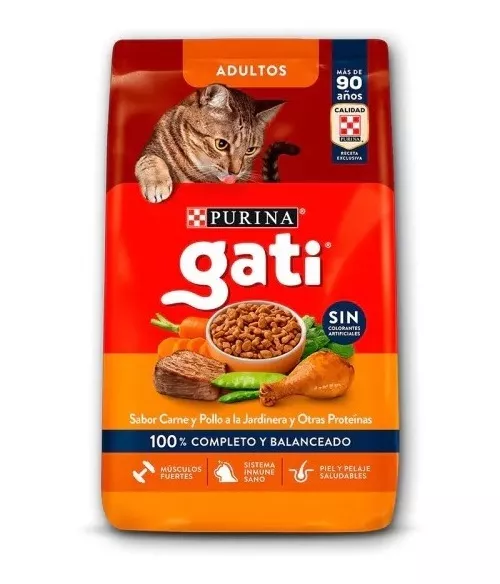 ADULTOS
MÁS DE
90
años
CALIDAD
PURINA
RECETA
EXCLUSIVA
PURINA®
gati®
SIN
COLORANTES
ARTIFICIALES
Sabor Carne y Pollo a la Jardinera y Otras Proteínas
100% COMPLETO Y BALANCEADO
MÚSCULOS
FUERTES
SISTEMA
INMUNE
SANO
PIEL Y PELAJE
SALUDABLES